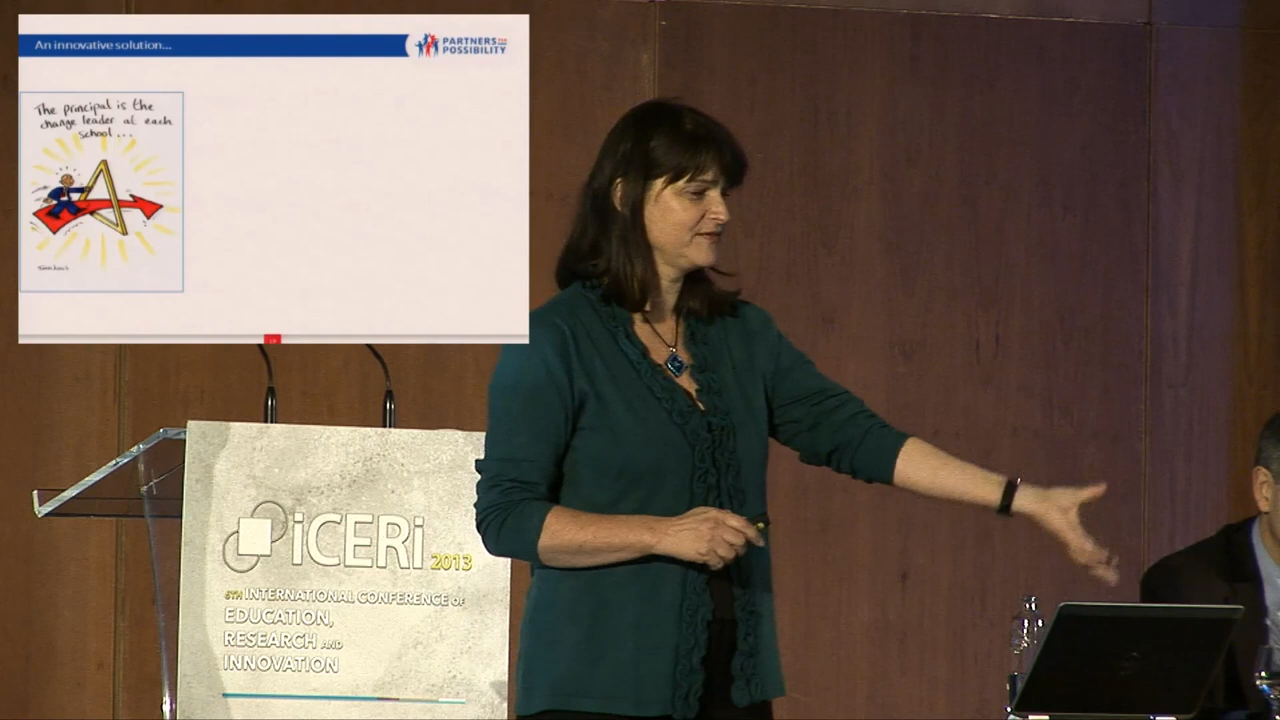 An innovative solution...
PARTNERS FOR
POSSIBILITY
The principal is the
change leader at each
school...
19
iCERi 2013
6TH INTERNATIONAL CONFERENCE OF
EDUCATION,
RESEARCH AND
INNOVATION